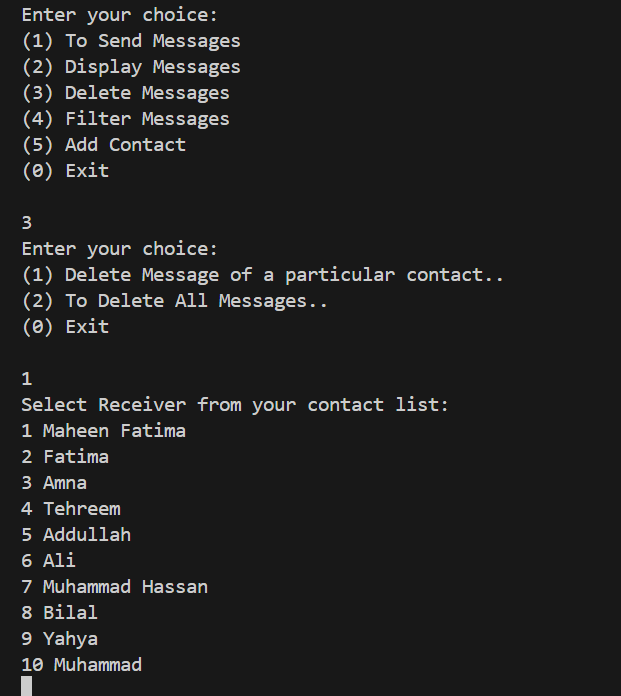 Enter your choice:
(1) To Send Messages
(2) Display Messages
(3) Delete Messages
(4) Filter Messages
(5) Add Contact
(0) Exit
3
Enter your choice:
(1) Delete Message of a particular contact..
(2) To Delete All Messages..
(0) Exit
1
Select Receiver from your contact list:
1 Maheen Fatima
2 Fatima
3 Amna
4 Tehreem
5 Addullah
6 Ali
7 Muhammad Hassan
8 Bilal
9 Yahya
10 Muhammad